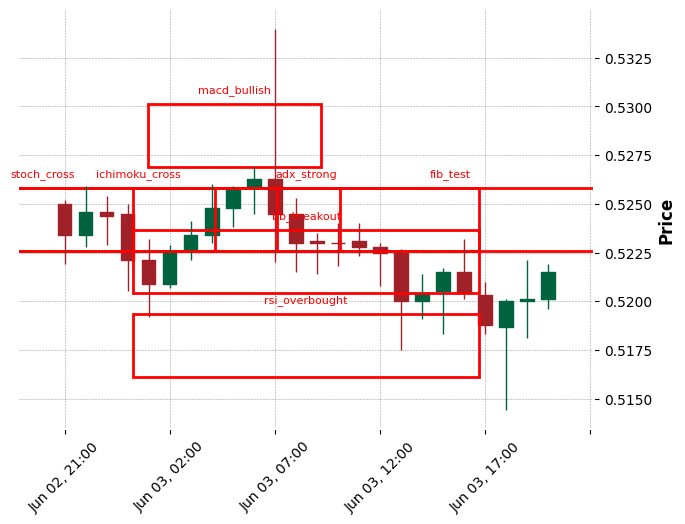 macd_bullish
stoch_cross
ichimoku_cross
adx_strong
fib_test
rsi_overbought
0.5325
0.5300
0.5275
0.5250
0.5225
0.5200
0.5175
0.5150
Price
Jun 02, 21:00
Jun 03, 02:00
Jun 03, 07:00
Jun 03, 12:00
Jun 03, 17:00